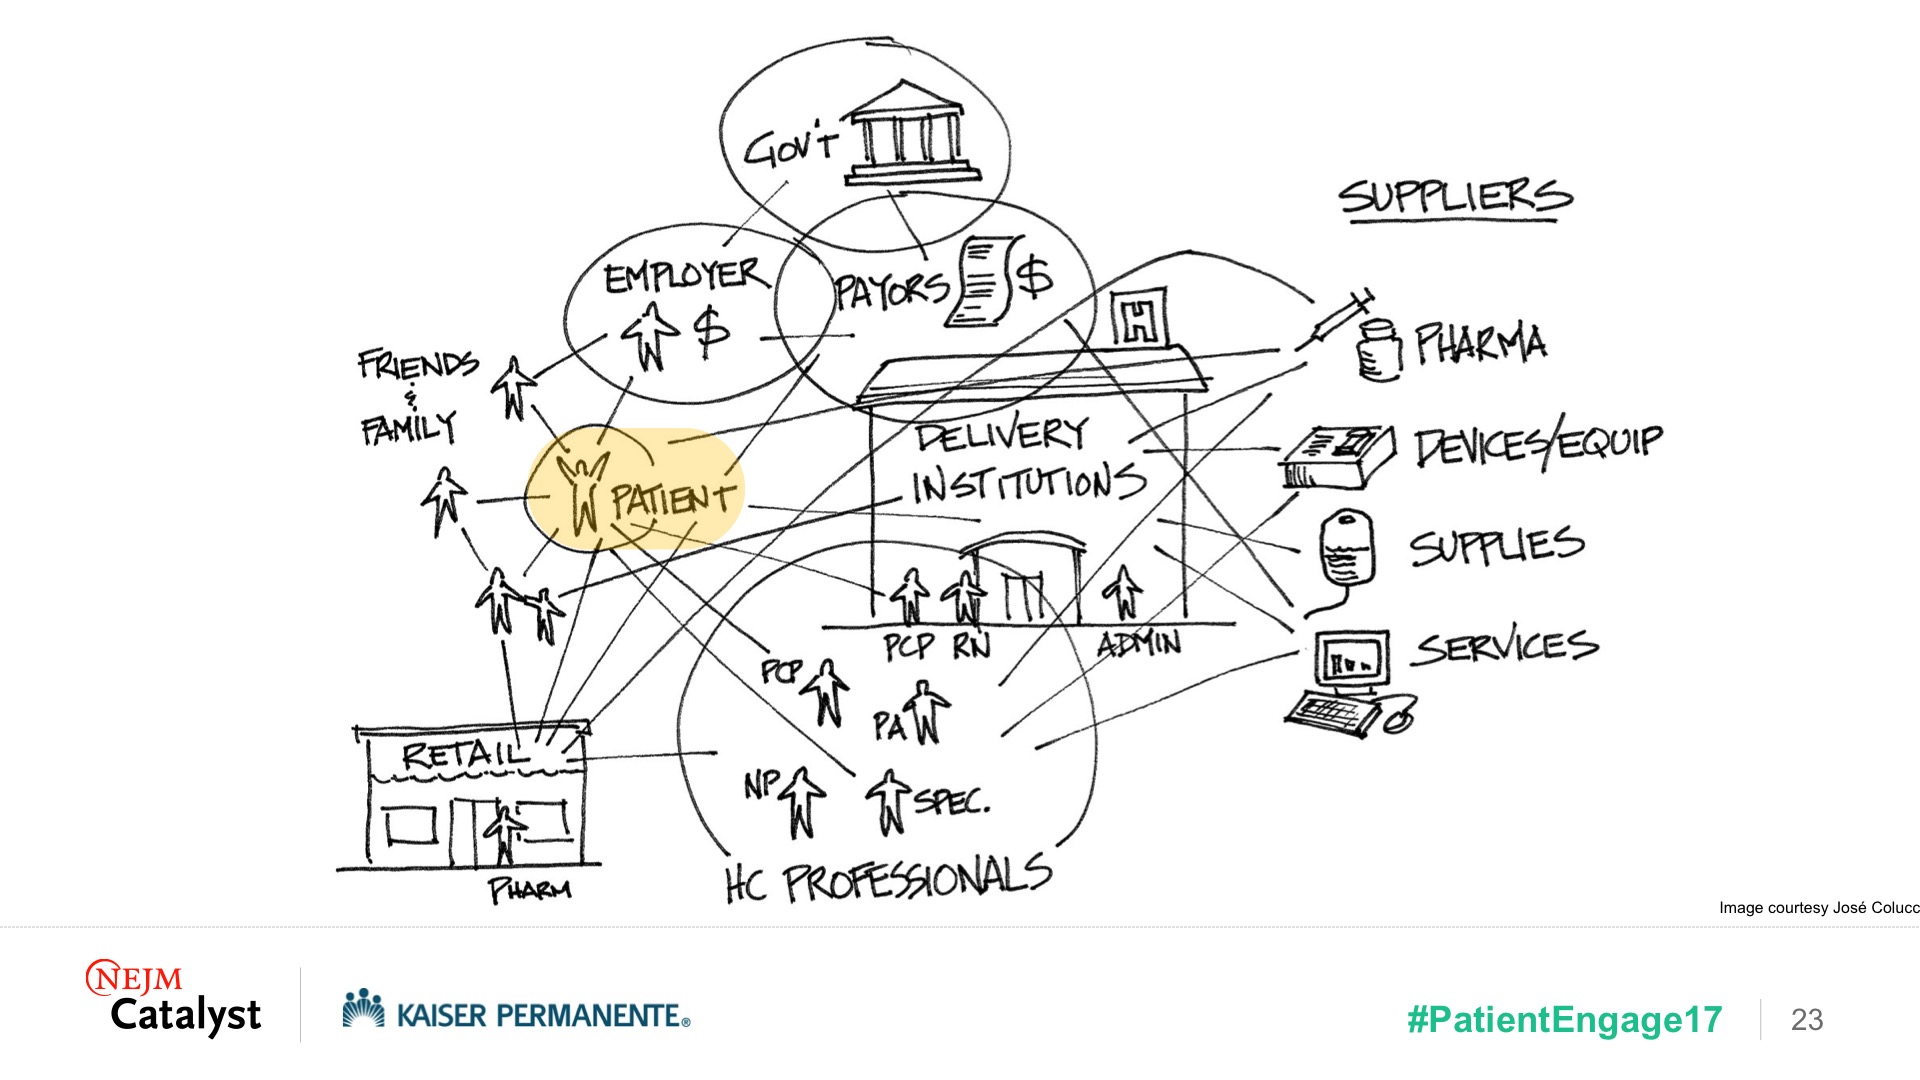 GOV'T
SUPPLIERS
EMPLOYER
$
PAYORS
$
H
PHARMA
FRIENDS
&
FAMILY
DELIVERY
INSTITUTIONS
DEVICES/EQUIP
PATIENT
SUPPLIES
PCP RN
ADMIN
SERVICES
PCP
PA
RETAIL
NP
SPEC.
PHARM
HC PROFESSIONALS
Image courtesy José Colucc
NEJM
Catalyst
KAISER PERMANENTE®
#PatientEngage17
23